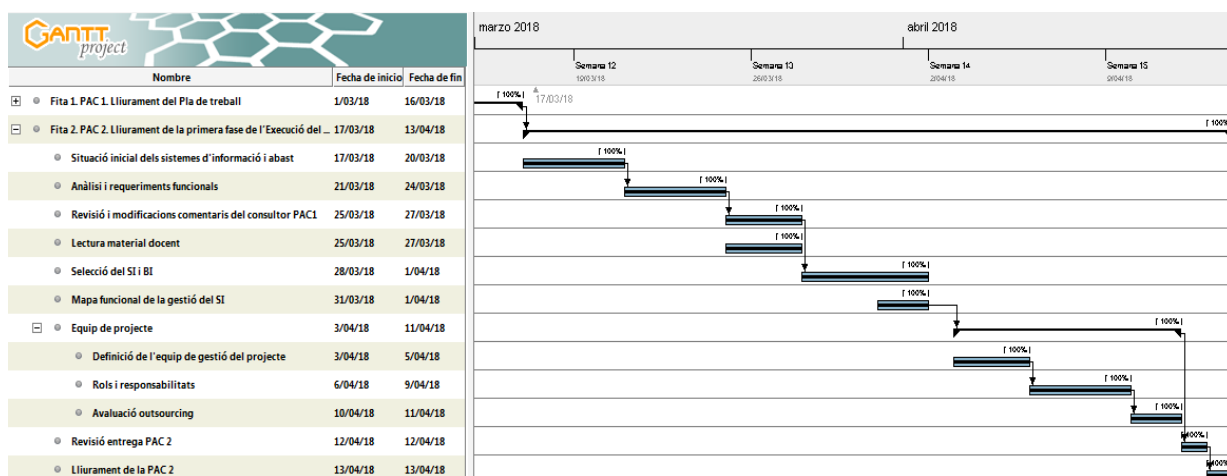 GANTT
project
marzo 2018
abril 2018
Semana 12
Semana 13
Semana 14
Semana 15
19/03/18
26/03/18
2/04/18
9/04/18
Nombre Fecha de inicio Fecha de fin
Fita 1. PAC 1. Lliurament del Pla de treball 1/03/18 16/03/18 [ 100% ] 17/03/18
Fita 2. PAC 2. Lliurament de la primera fase de l'Execució del ... 17/03/18 13/04/18 [ 100%
Situació inicial dels sistemes d'informació i abast 17/03/18 20/03/18 [ 100% ]
Anàlisi i requeriments funcionals 21/03/18 24/03/18 [ 100% ]
Revisió i modificacions comentaris del consultor PAC1 25/03/18 27/03/18 [ 100% ]
Lectura material docent 25/03/18 27/03/18 [ 100% ]
Selecció del SI i BI 28/03/18 1/04/18 [ 100% ]
Mapa funcional de la gestió del SI 31/03/18 1/04/18 [ 100% ]
Equip de projecte 3/04/18 11/04/18 [ 100% ]
Definició de l'equip de gestió del projecte 3/04/18 5/04/18 [ 100% ]
Rols i responsabilitats 6/04/18 9/04/18 [ 100% ]
Avaluació outsourcing 10/04/18 11/04/18 [ 100% ]
Revisió entrega PAC 2 12/04/18 12/04/18 [ 100% ]
Lliurament de la PAC 2 13/04/18 13/04/18 [ 100%